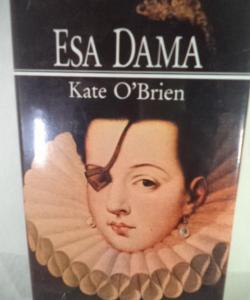 ESA DAMA
Kate O'Brien